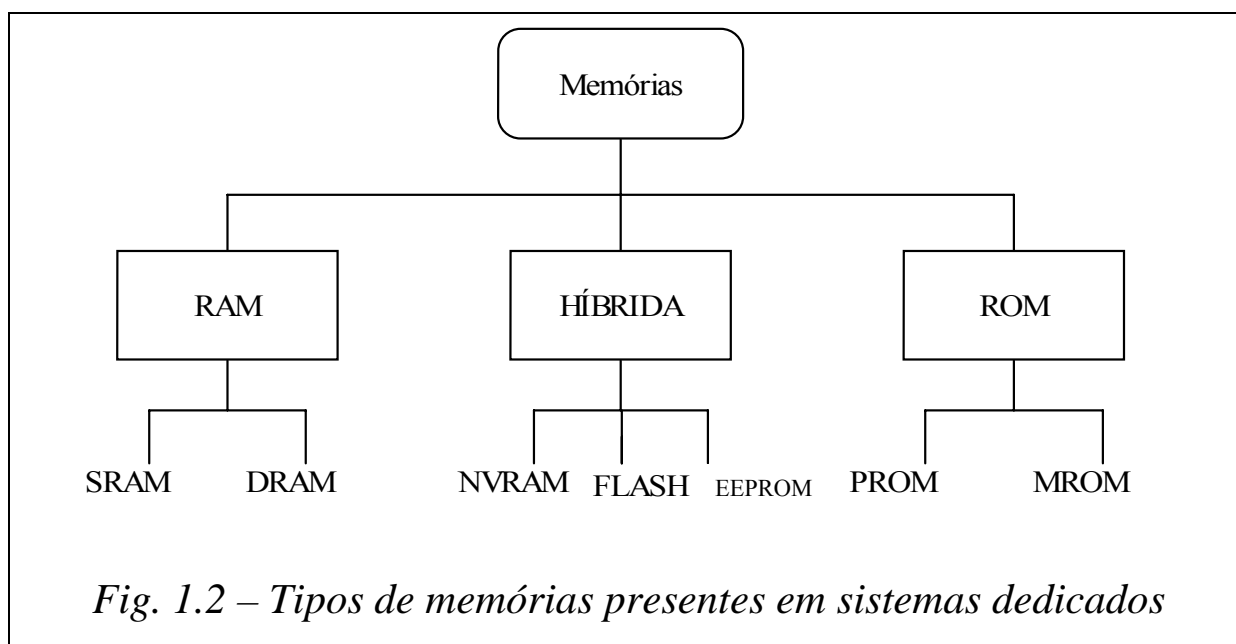 Memórias
RAM HÍBRIDA ROM
SRAM DRAM NVRAM FLASH EEPROM PROM MROM
Fig. 1.2 – Tipos de memórias presentes em sistemas dedicados